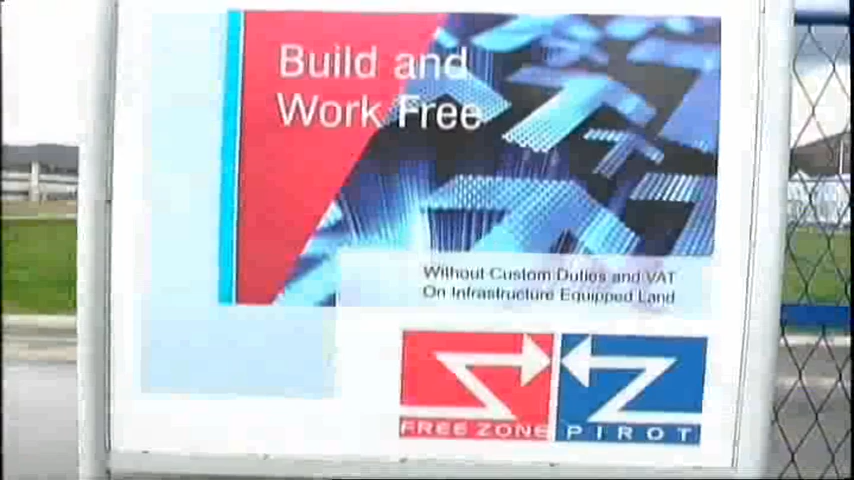 Build and
Work Free
Without Custom Duties and VAT
On Infrastructure Equipped Land
FREE ZONE PIROT